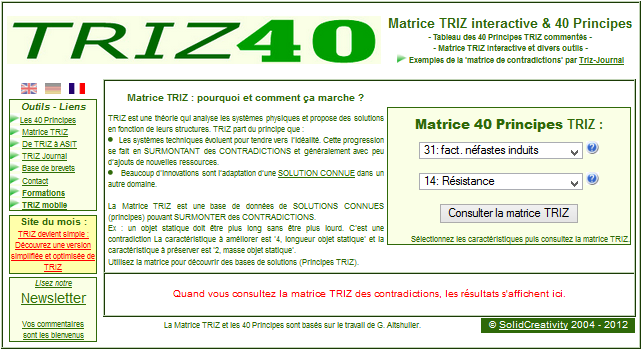 TRIZ40
Matrice TRIZ interactive & 40 Principes
- Tableau des 40 Principes TRIZ commentés -
- Matrice TRIZ interactive et divers outils -
Exemples de la 'matrice de contradictions' par Triz-Journal
Outils - Liens
Les 40 Principes
Matrice TRIZ
De TRIZ à ASIT
TRIZ Journal
Base de brevets
Contact
Formations
TRIZ mobile
Site du mois :
TRIZ devient simple :
Découvrez une version
simplifiée et optimisée de
TRIZ
Lisez notre
Newsletter
Vos commentaires
sont les bienvenus
Matrice TRIZ : pourquoi et comment ça marche ?
TRIZ est une théorie qui analyse les systèmes physiques et propose des solutions
en fonction de leurs structures. TRIZ part du principe que :
● Les systèmes techniques évoluent pour tendre vers l'idéalité. Cette progression
se fait en SURMONTANT des CONTRADICTIONS et généralement avec peu
d'ajouts de nouvelles ressources.
● Beaucoup d'innovations sont l'adaptation d'une SOLUTION CONNUE dans un
autre domaine.
La Matrice TRIZ est une base de données de SOLUTIONS CONNUES
(principes) pouvant SURMONTER des CONTRADICTIONS.
Ex : un objet statique doit être plus long sans être plus lourd. C'est une
contradiction La caractéristique à améliorer est '4, longueur objet statique' et la
caractéristique à préserver est '2, masse objet statique'.
Utilisez la matrice pour découvrir des bases de solutions (Principes TRIZ).
Matrice 40 Principes TRIZ :
31: fact. néfastes induits
14: Résistance
Consulter la matrice TRIZ
Sélectionnez les caractéristiques puis consultez la matrice TRIZ.
Quand vous consultez la matrice TRIZ des contradictions, les résultats s'affichent ici.
La Matrice TRIZ et les 40 Principes sont basés sur le travail de G. Altshuller.
© SolidCreativity 2004 - 2012